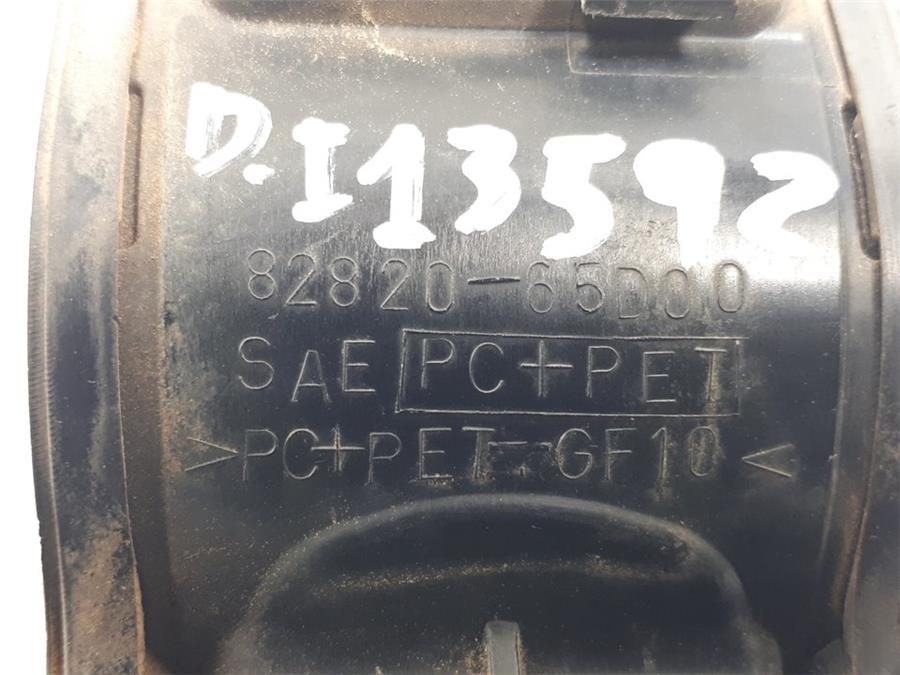 D.I13592
82820-65D00
SAE PC+PET
>PC+PET-GF10<